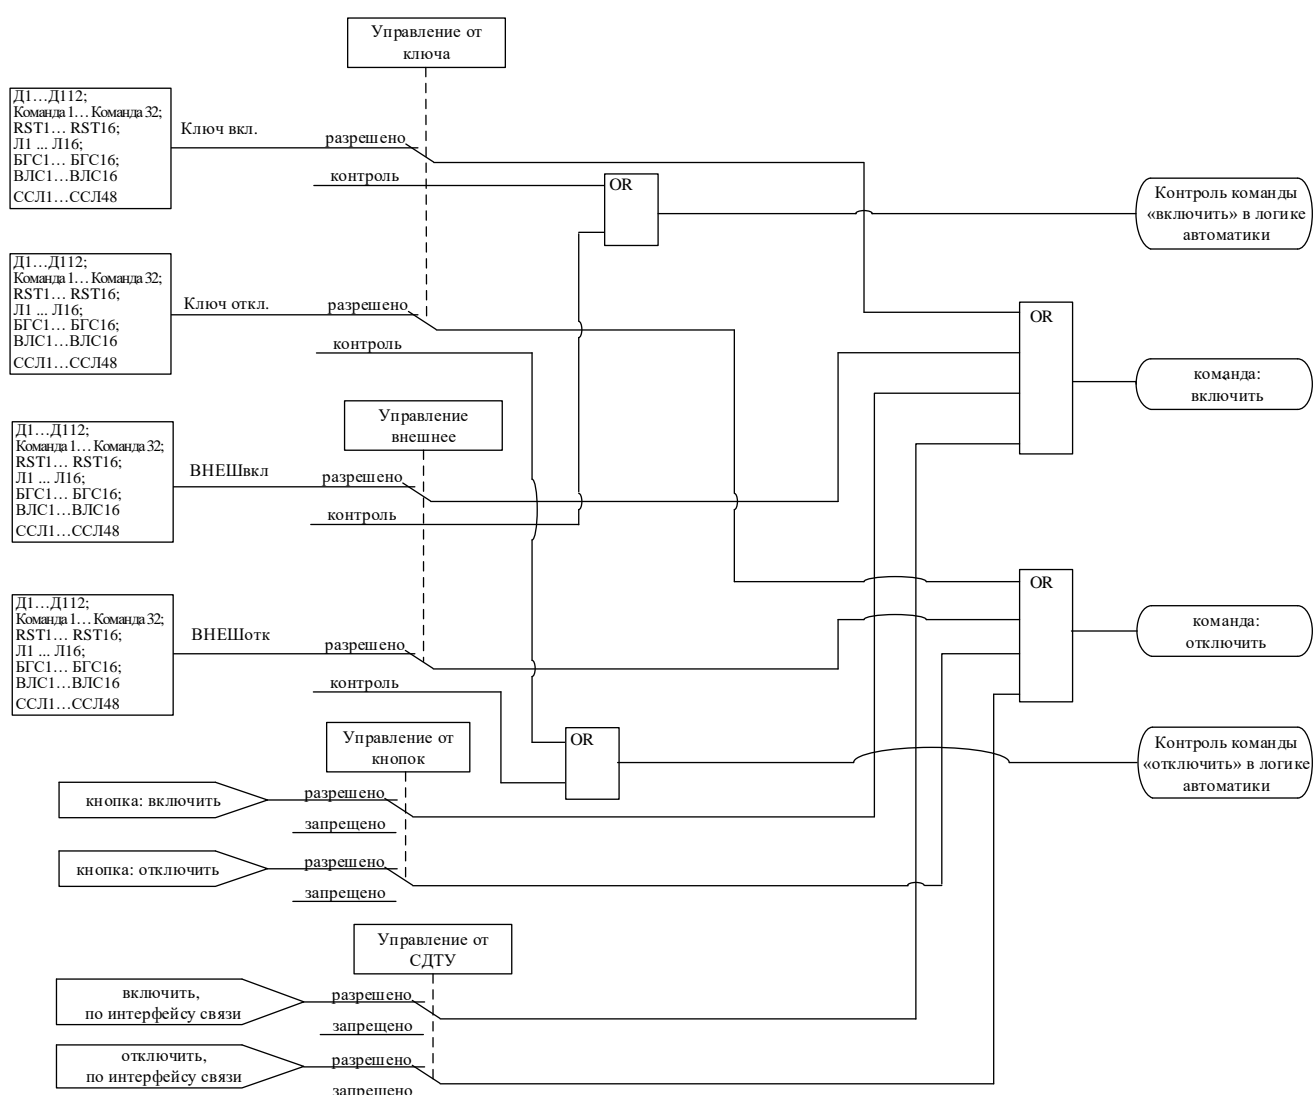 Управление от
ключа
Д1…Д112;
Команда 1… Команда 32;
RST1… RST16;
Л1 ... Л16;
БГС1… БГС16;
ВЛС1…ВЛС16
ССЛ1…ССЛ48
Ключ вкл.
разрешено
контроль
OR
Контроль команды
«включить» в логике
автоматики
Д1…Д112;
Команда 1… Команда 32;
RST1… RST16;
Л1 ... Л16;
БГС1… БГС16;
ВЛС1…ВЛС16
ССЛ1…ССЛ48
Ключ откл.
разрешено
контроль
OR
команда:
включить
Управление
внешнее
Д1…Д112;
Команда 1… Команда 32;
RST1… RST16;
Л1 ... Л16;
БГС1… БГС16;
ВЛС1…ВЛС16
ССЛ1…ССЛ48
ВНЕШвкл
разрешено
контроль
OR
команда:
отключить
Д1…Д112;
Команда 1… Команда 32;
RST1… RST16;
Л1 ... Л16;
БГС1… БГС16;
ВЛС1…ВЛС16
ССЛ1…ССЛ48
ВНЕШотк
разрешено
контроль
OR
Контроль команды
«отключить» в логике
автоматики
Управление от
кнопок
кнопка: включить
разрешено
запрещено
кнопка: отключить
разрешено
запрещено
Управление от
СДТУ
включить,
по интерфейсу связи
разрешено
запрещено
отключить,
по интерфейсу связи
разрешено
запрещено